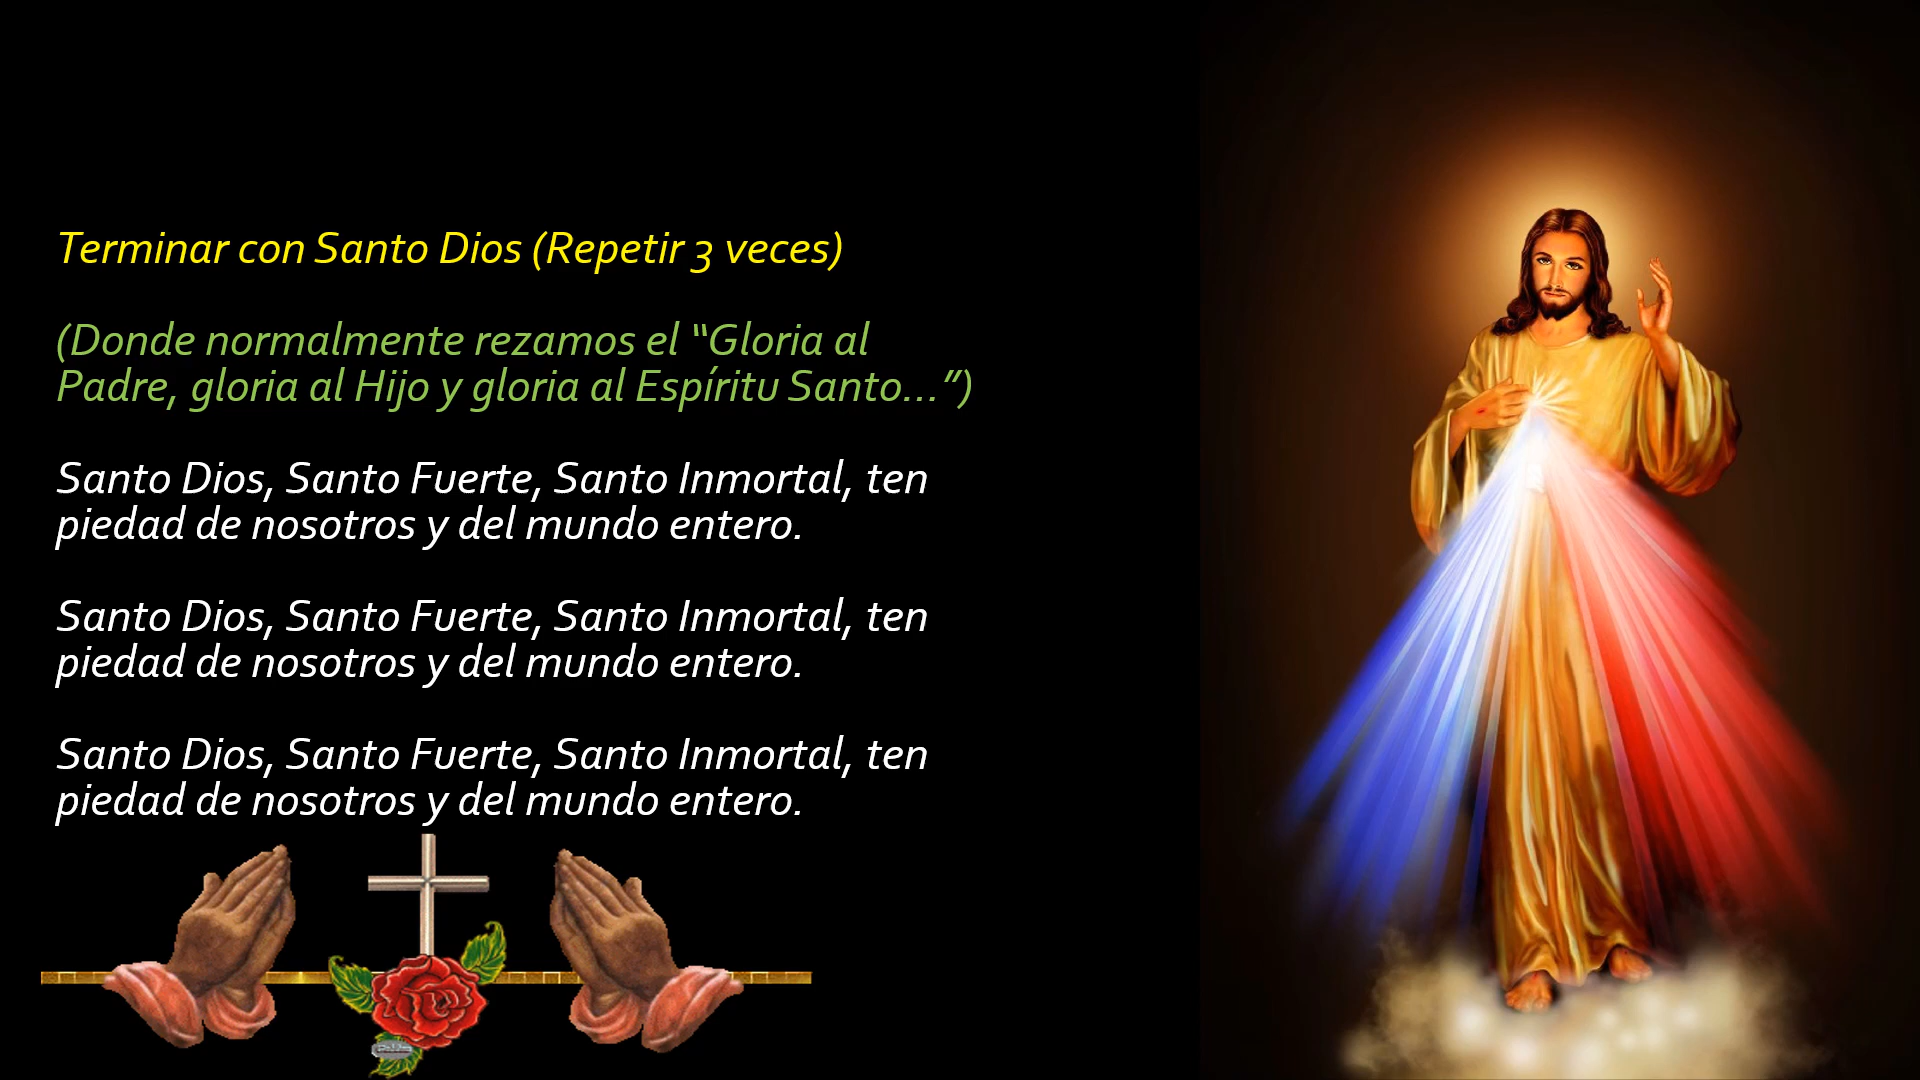 Terminar con Santo Dios (Repetir 3 veces)
(Donde normalmente rezamos el “Gloria al
Padre, gloria al Hijo y gloria al Espíritu Santo…”)
Santo Dios, Santo Fuerte, Santo Inmortal, ten
piedad de nosotros y del mundo entero.
Santo Dios, Santo Fuerte, Santo Inmortal, ten
piedad de nosotros y del mundo entero.
Santo Dios, Santo Fuerte, Santo Inmortal, ten
piedad de nosotros y del mundo entero.